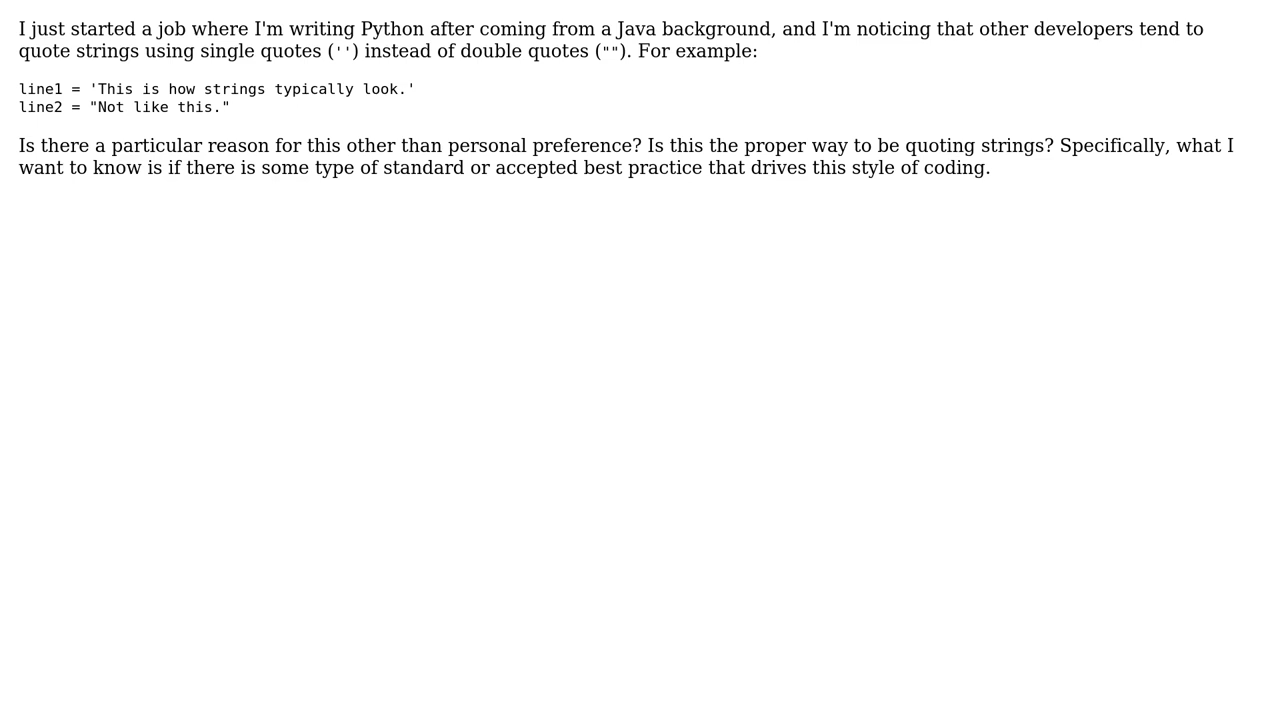 I just started a job where I'm writing Python after coming from a Java background, and I'm noticing that other developers tend to
quote strings using single quotes ('') instead of double quotes (""). For example:
line1 = 'This is how strings typically look.'
line2 = "Not like this."
Is there a particular reason for this other than personal preference? Is this the proper way to be quoting strings? Specifically, what I
want to know is if there is some type of standard or accepted best practice that drives this style of coding.